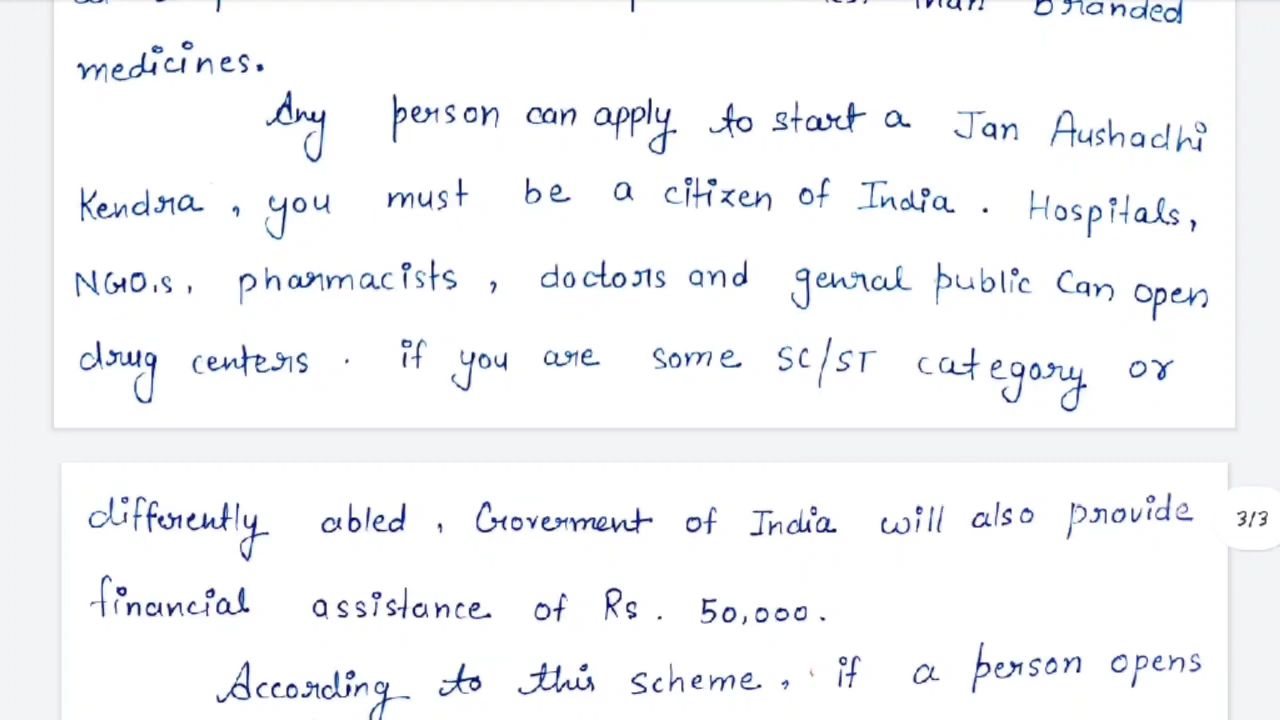 than branded
medicines.
Any person can apply to start a Jan Aushadhi
Kendra, you must be a citizen of India. Hospitals,
NGO.s, pharmacists, doctors and genral public Can open
drug centers. if you are some SC/ST category or
differently abled, Goverment of India will also provide
3/3
financial assistance of Rs. 50,000.
According to this scheme, if a person opens